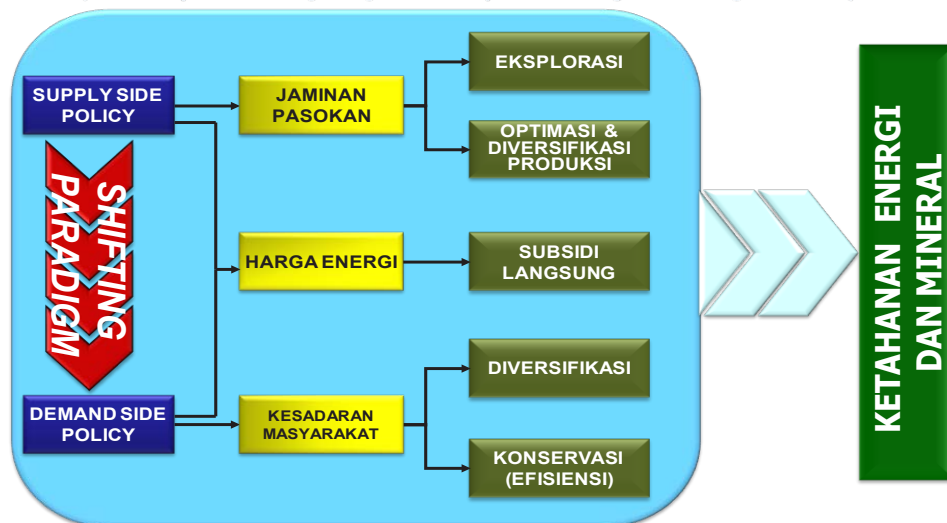 SUPPLY SIDE
POLICY
JAMINAN
PASOKAN
EKSPLORASI
OPTIMASI &
DIVERSIFIKASI
PRODUKSI
SHIFTING
PARADIGM
HARGA ENERGI
SUBSIDI
LANGSUNG
DEMAND SIDE
POLICY
KESADARAN
MASYARAKAT
DIVERSIFIKASI
KONSERVASI
(EFISIENSI)
KETAHANAN ENERGI
DAN MINERAL